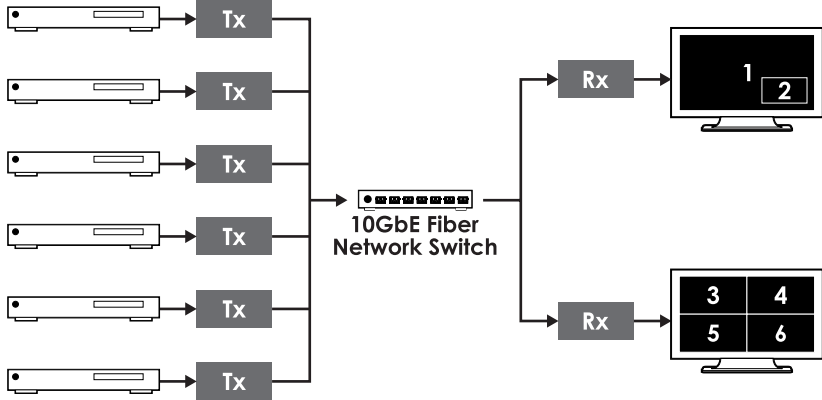 Tx
Tx
Tx
Tx
Tx
Tx
10GbE Fiber
Network Switch
Rx
1
2
Rx
3 4
5 6